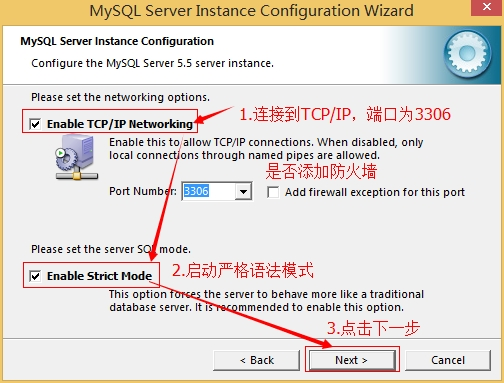 MySQL Server Instance Configuration Wizard
MySQL Server Instance Configuration
Configure the MySQL Server 5.5 server instance.
Please set the networking options.
1.连接到TCP/IP，端口为3306
Enable TCP/IP Networking
Enable this to allow TCP/IP connections. When disabled, only
local connections through named pipes are allowed.
是否添加防火墙
Port Number: 3306 Add firewall exception for this port
Please set the server SQL mode.
2.启动严格语法模式
Enable Strict Mode
This option forces the server to behave more like a traditional
database server. It is recommended to enable this option.
3.点击下一步
< Back Next > Cancel